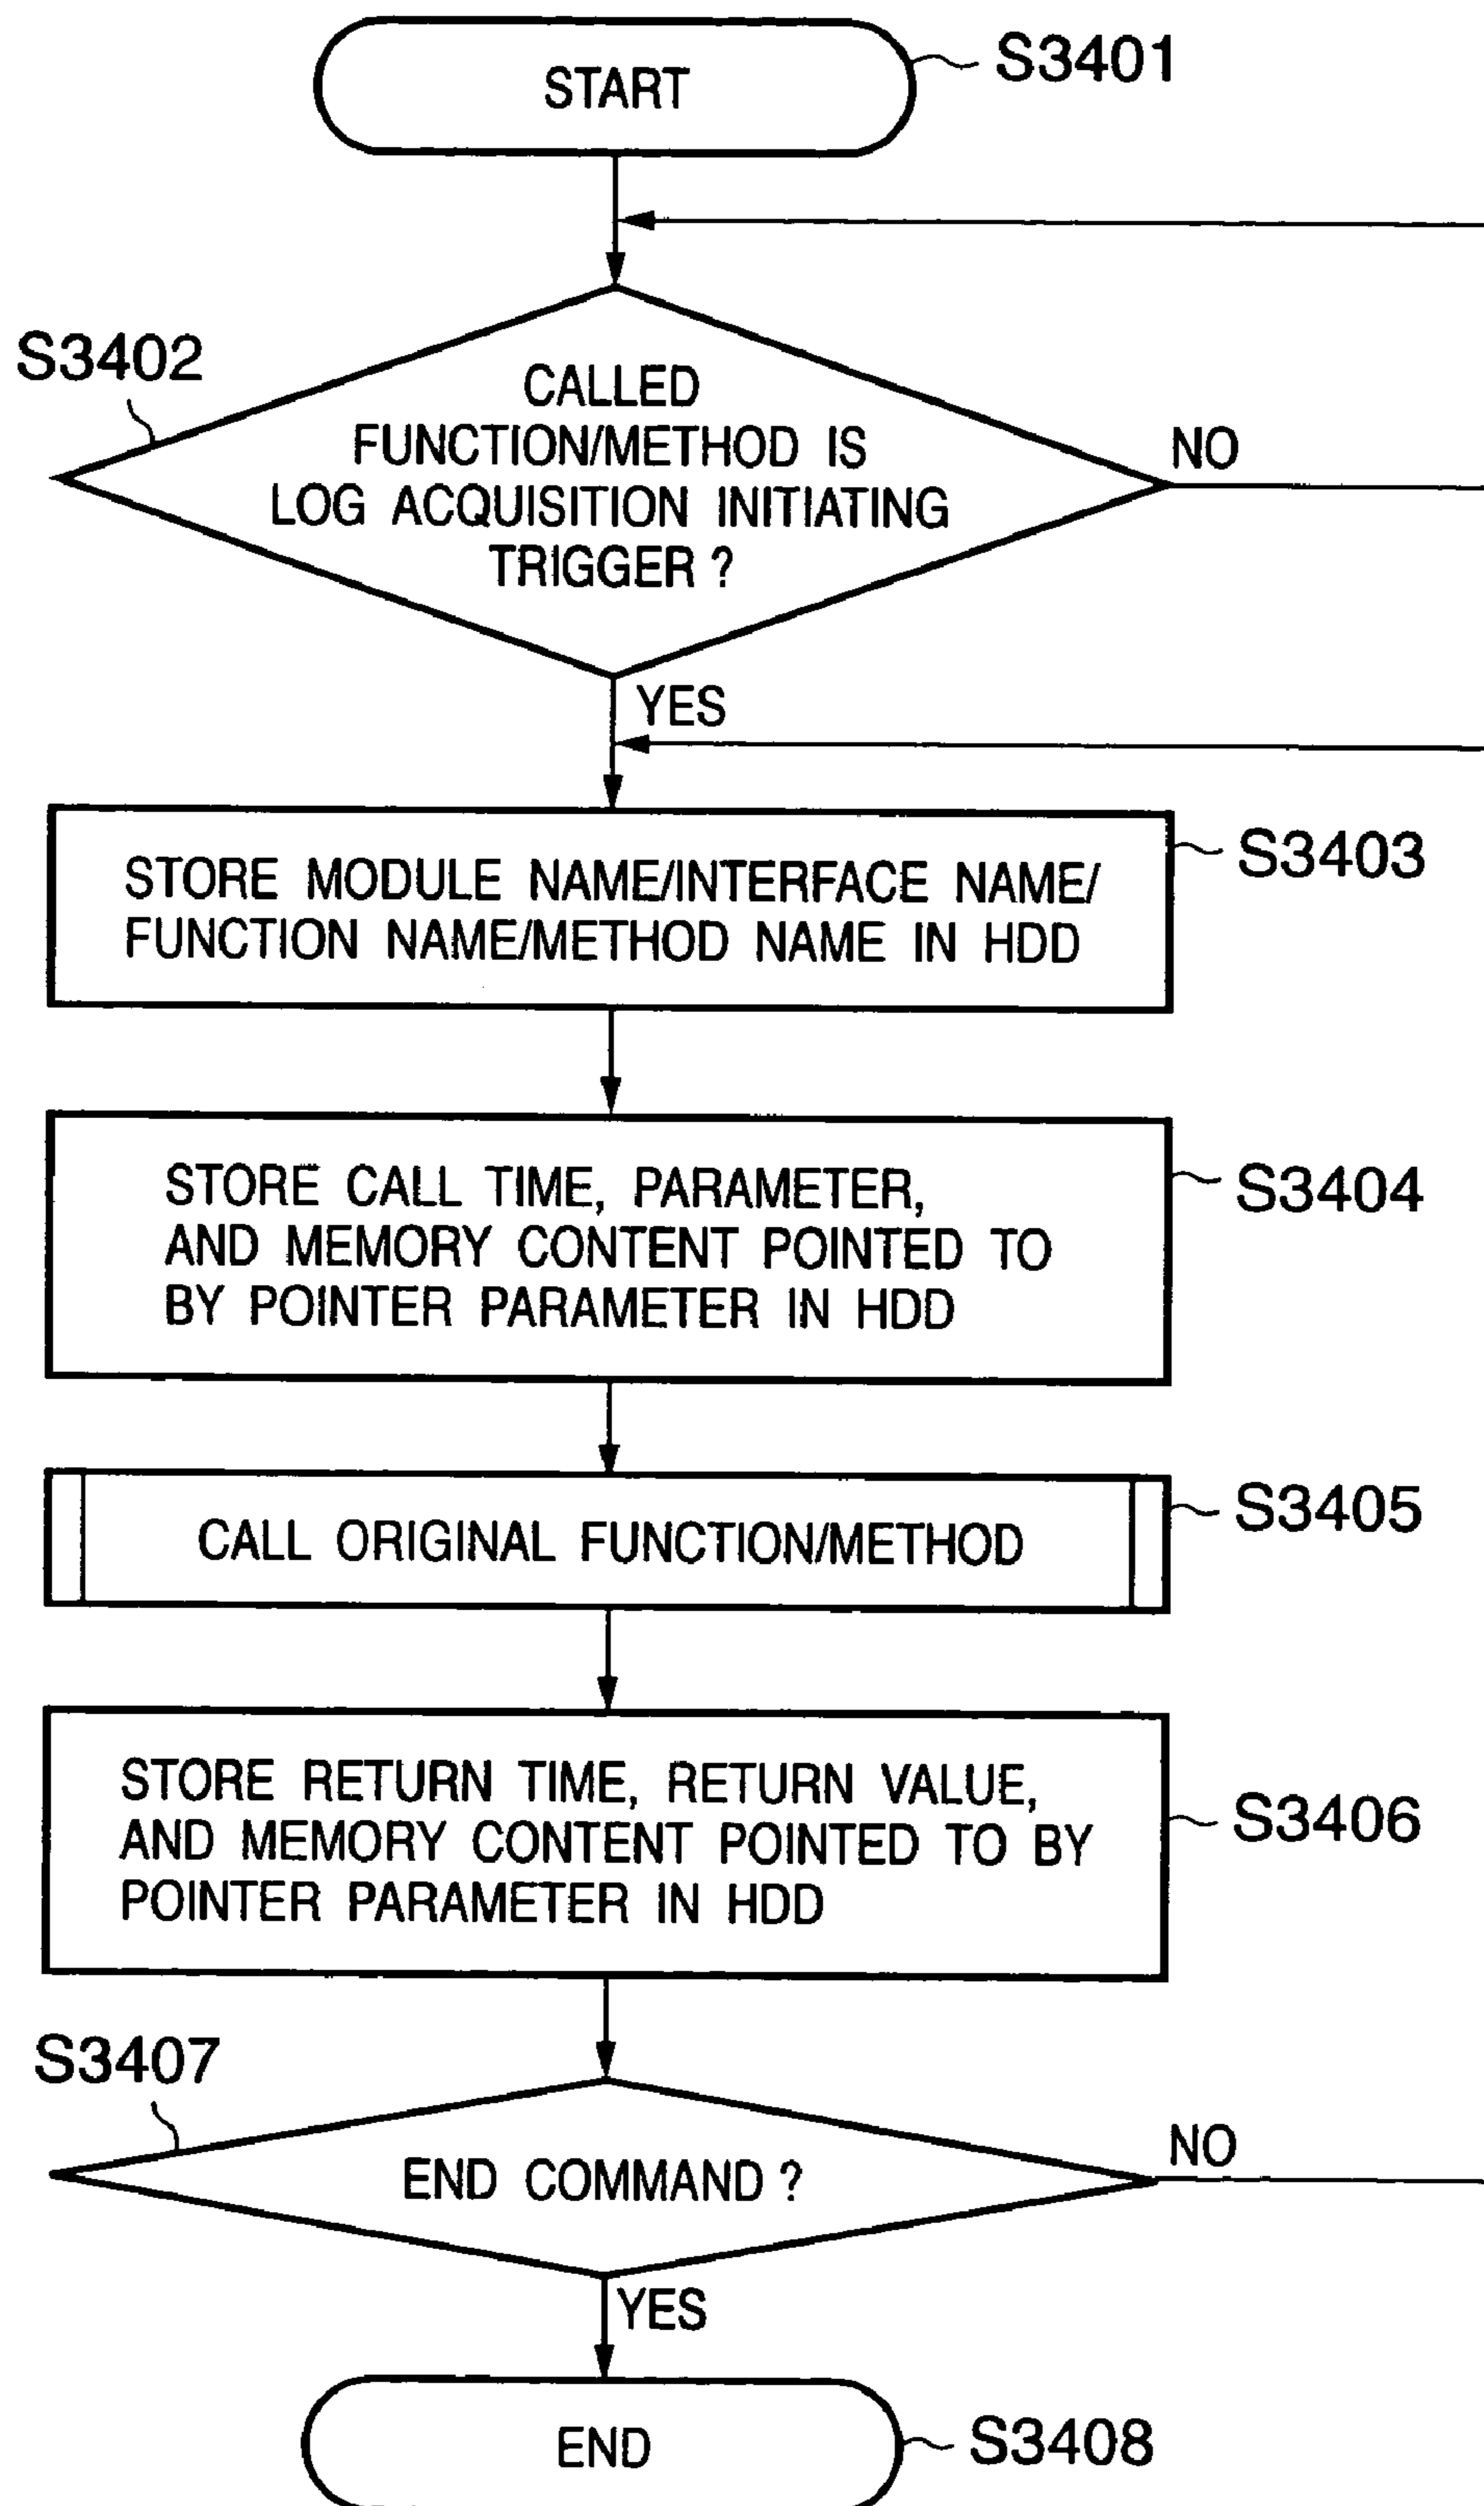 START
S3401
S3402
CALLED
FUNCTION/METHOD IS
LOG ACQUISITION INITIATING
TRIGGER ?
NO
YES
STORE MODULE NAME/INTERFACE NAME/
FUNCTION NAME/METHOD NAME IN HDD
S3403
STORE CALL TIME, PARAMETER,
AND MEMORY CONTENT POINTED TO
BY POINTER PARAMETER IN HDD
S3404
CALL ORIGINAL FUNCTION/METHOD
S3405
STORE RETURN TIME, RETURN VALUE,
AND MEMORY CONTENT POINTED TO BY
POINTER PARAMETER IN HDD
S3406
S3407
END COMMAND ?
NO
YES
END
S3408